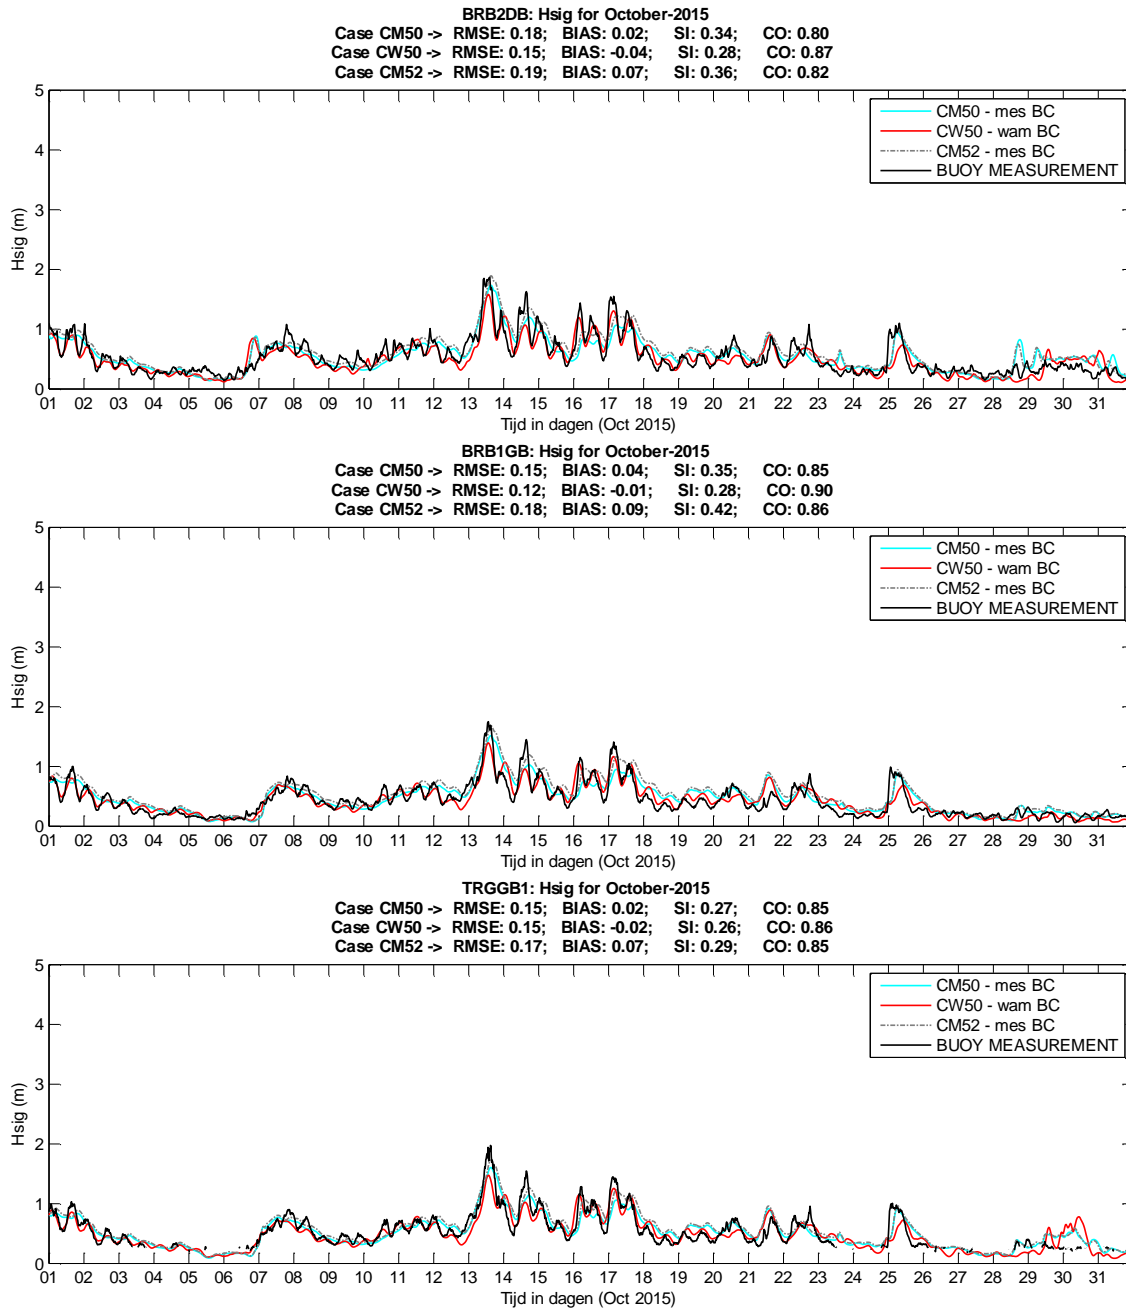 BRB2DB: Hsig for October-2015
Case CM50 -> RMSE: 0.18; BIAS: 0.02; SI: 0.34; CO: 0.80
Case CW50 -> RMSE: 0.15; BIAS: -0.04; SI: 0.28; CO: 0.87
Case CM52 -> RMSE: 0.19; BIAS: 0.07; SI: 0.36; CO: 0.82
5
4
3
2
1
0
Hsig (m)
CM50 - mes BC
CW50 - wam BC
CM52 - mes BC
BUOY MEASUREMENT
01 02 03 04 05 06 07 08 09 10 11 12 13 14 15 16 17 18 19 20 21 22 23 24 25 26 27 28 29 30 31
Tijd in dagen (Oct 2015)
BRB1GB: Hsig for October-2015
Case CM50 -> RMSE: 0.15; BIAS: 0.04; SI: 0.35; CO: 0.85
Case CW50 -> RMSE: 0.12; BIAS: -0.01; SI: 0.28; CO: 0.90
Case CM52 -> RMSE: 0.18; BIAS: 0.09; SI: 0.42; CO: 0.86
5
4
3
2
1
0
Hsig (m)
CM50 - mes BC
CW50 - wam BC
CM52 - mes BC
BUOY MEASUREMENT
01 02 03 04 05 06 07 08 09 10 11 12 13 14 15 16 17 18 19 20 21 22 23 24 25 26 27 28 29 30 31
Tijd in dagen (Oct 2015)
TRGGB1: Hsig for October-2015
Case CM50 -> RMSE: 0.15; BIAS: 0.02; SI: 0.27; CO: 0.85
Case CW50 -> RMSE: 0.15; BIAS: -0.02; SI: 0.26; CO: 0.86
Case CM52 -> RMSE: 0.17; BIAS: 0.07; SI: 0.29; CO: 0.85
5
4
3
2
1
0
Hsig (m)
CM50 - mes BC
CW50 - wam BC
CM52 - mes BC
BUOY MEASUREMENT
01 02 03 04 05 06 07 08 09 10 11 12 13 14 15 16 17 18 19 20 21 22 23 24 25 26 27 28 29 30 31
Tijd in dagen (Oct 2015)